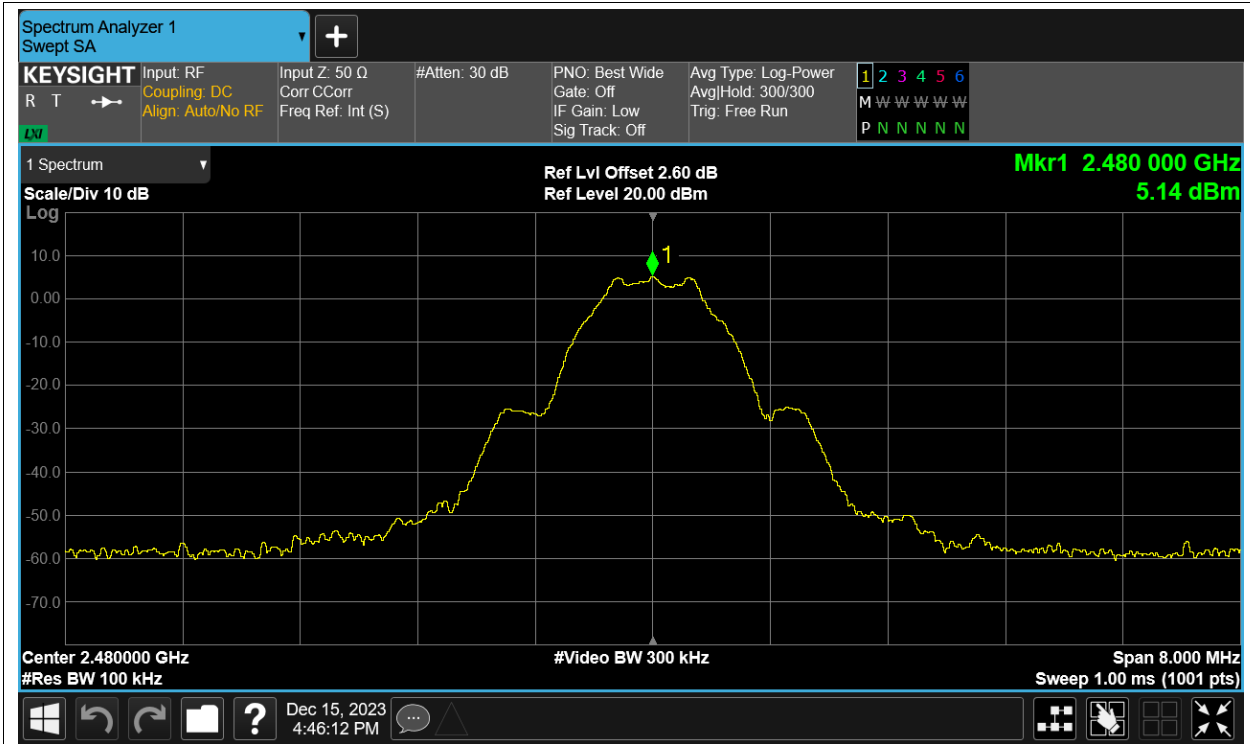 Spectrum Analyzer 1
Swept SA
KEYSIGHT
R T
LXI
Input: RF
Coupling: DC
Align: Auto/No RF
Input Z: 50 Ω
Corr CCorr
Freq Ref: Int (S)
#Atten: 30 dB
PNO: Best Wide
Gate: Off
IF Gain: Low
Sig Track: Off
Avg Type: Log-Power
Avg|Hold: 300/300
Trig: Free Run
1 2 3 4 5 6
M W W W W W
P N N N N N
1 Spectrum
Scale/Div 10 dB
Ref Lvl Offset 2.60 dB
Ref Level 20.00 dBm
Mkr1 2.480 000 GHz
5.14 dBm
Log
1
10.0
0.00
-10.0
-20.0
-30.0
-40.0
-50.0
-60.0
-70.0
Center 2.480000 GHz
#Res BW 100 kHz
#Video BW 300 kHz
Span 8.000 MHz
Sweep 1.00 ms (1001 pts)
?
Dec 15, 2023
4:46:12 PM